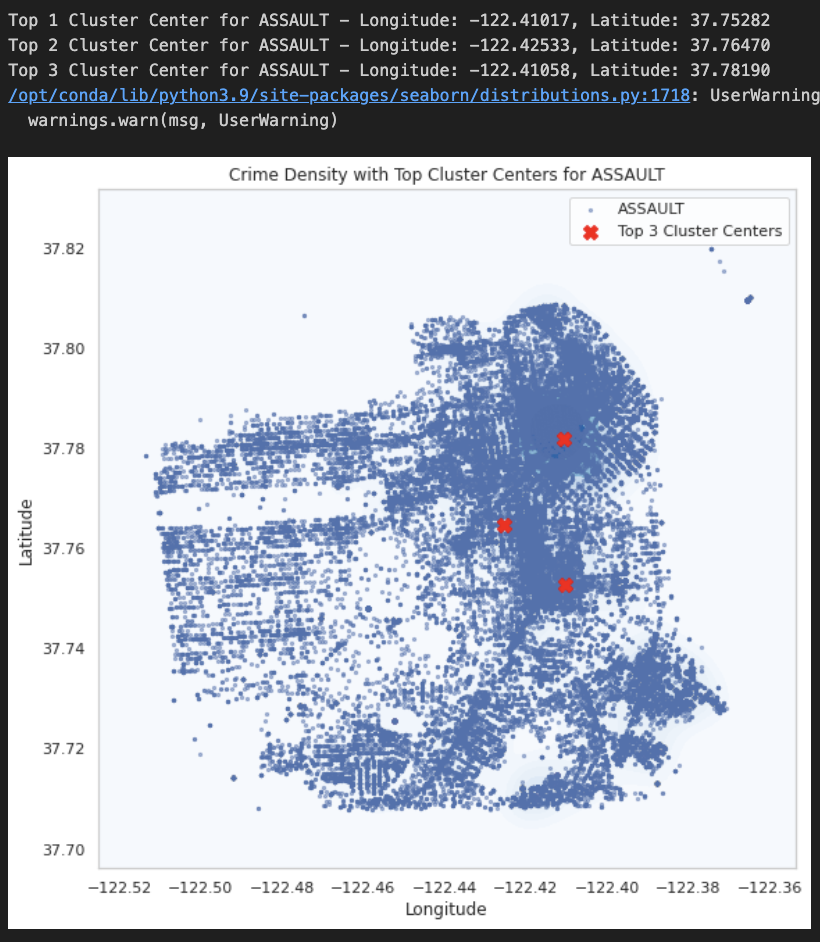 Top 1 Cluster Center for ASSAULT – Longitude: -122.41017, Latitude: 37.75282
Top 2 Cluster Center for ASSAULT – Longitude: -122.42533, Latitude: 37.76470
Top 3 Cluster Center for ASSAULT – Longitude: -122.41058, Latitude: 37.78190
/opt/conda/lib/python3.9/site-packages/seaborn/distributions.py:1718: UserWarning
warnings.warn(msg, UserWarning)
Crime Density with Top Cluster Centers for ASSAULT
ASSAULT
Top 3 Cluster Centers
37.82
37.80
37.78
37.76
37.74
37.72
37.70
Latitude
−122.52 −122.50 −122.48 −122.46 −122.44 −122.42 −122.40 −122.38 −122.36
Longitude